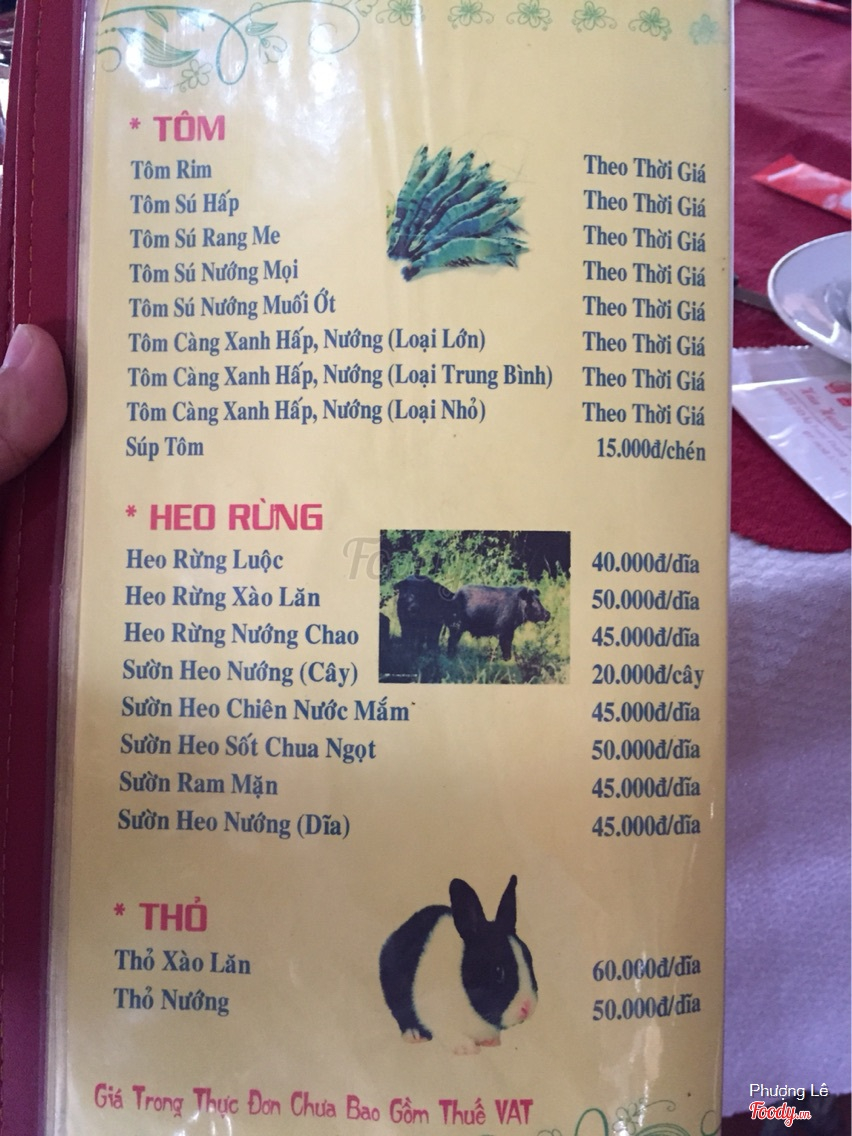 * TÔM
Tôm Rim Theo Thời Giá
Tôm Sú Hấp Theo Thời Giá
Tôm Sú Rang Me Theo Thời Giá
Tôm Sú Nướng Mọi Theo Thời Giá
Tôm Sú Nướng Muối Ớt Theo Thời Giá
Tôm Càng Xanh Hấp, Nướng (Loại Lớn) Theo Thời Giá
Tôm Càng Xanh Hấp, Nướng (Loại Trung Bình) Theo Thời Giá
Tôm Càng Xanh Hấp, Nướng (Loại Nhỏ) Theo Thời Giá
Súp Tôm 15.000đ/chén
* HEO RỪNG
Heo Rừng Luộc 40.000đ/dĩa
Heo Rừng Xào Lăn 50.000đ/dĩa
Heo Rừng Nướng Chao 45.000đ/dĩa
Sườn Heo Nướng (Cây) 20.000đ/cây
Sườn Heo Chiên Nước Mắm 45.000đ/dĩa
Sườn Heo Sốt Chua Ngọt 50.000đ/dĩa
Sườn Ram Mặn 45.000đ/dĩa
Sườn Heo Nướng (Dĩa) 45.000đ/dĩa
* THỎ
Thỏ Xào Lăn 60.000đ/dĩa
Thỏ Nướng 50.000đ/dĩa
Giá Trong Thực Đơn Chưa Bao Gồm Thuế VAT
Phượng Lê
Foody.vn